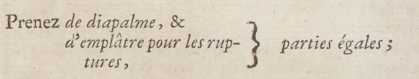 Prenez de diapalme, &
d'emplâtre pour les rup- } parties égales ;
tures,